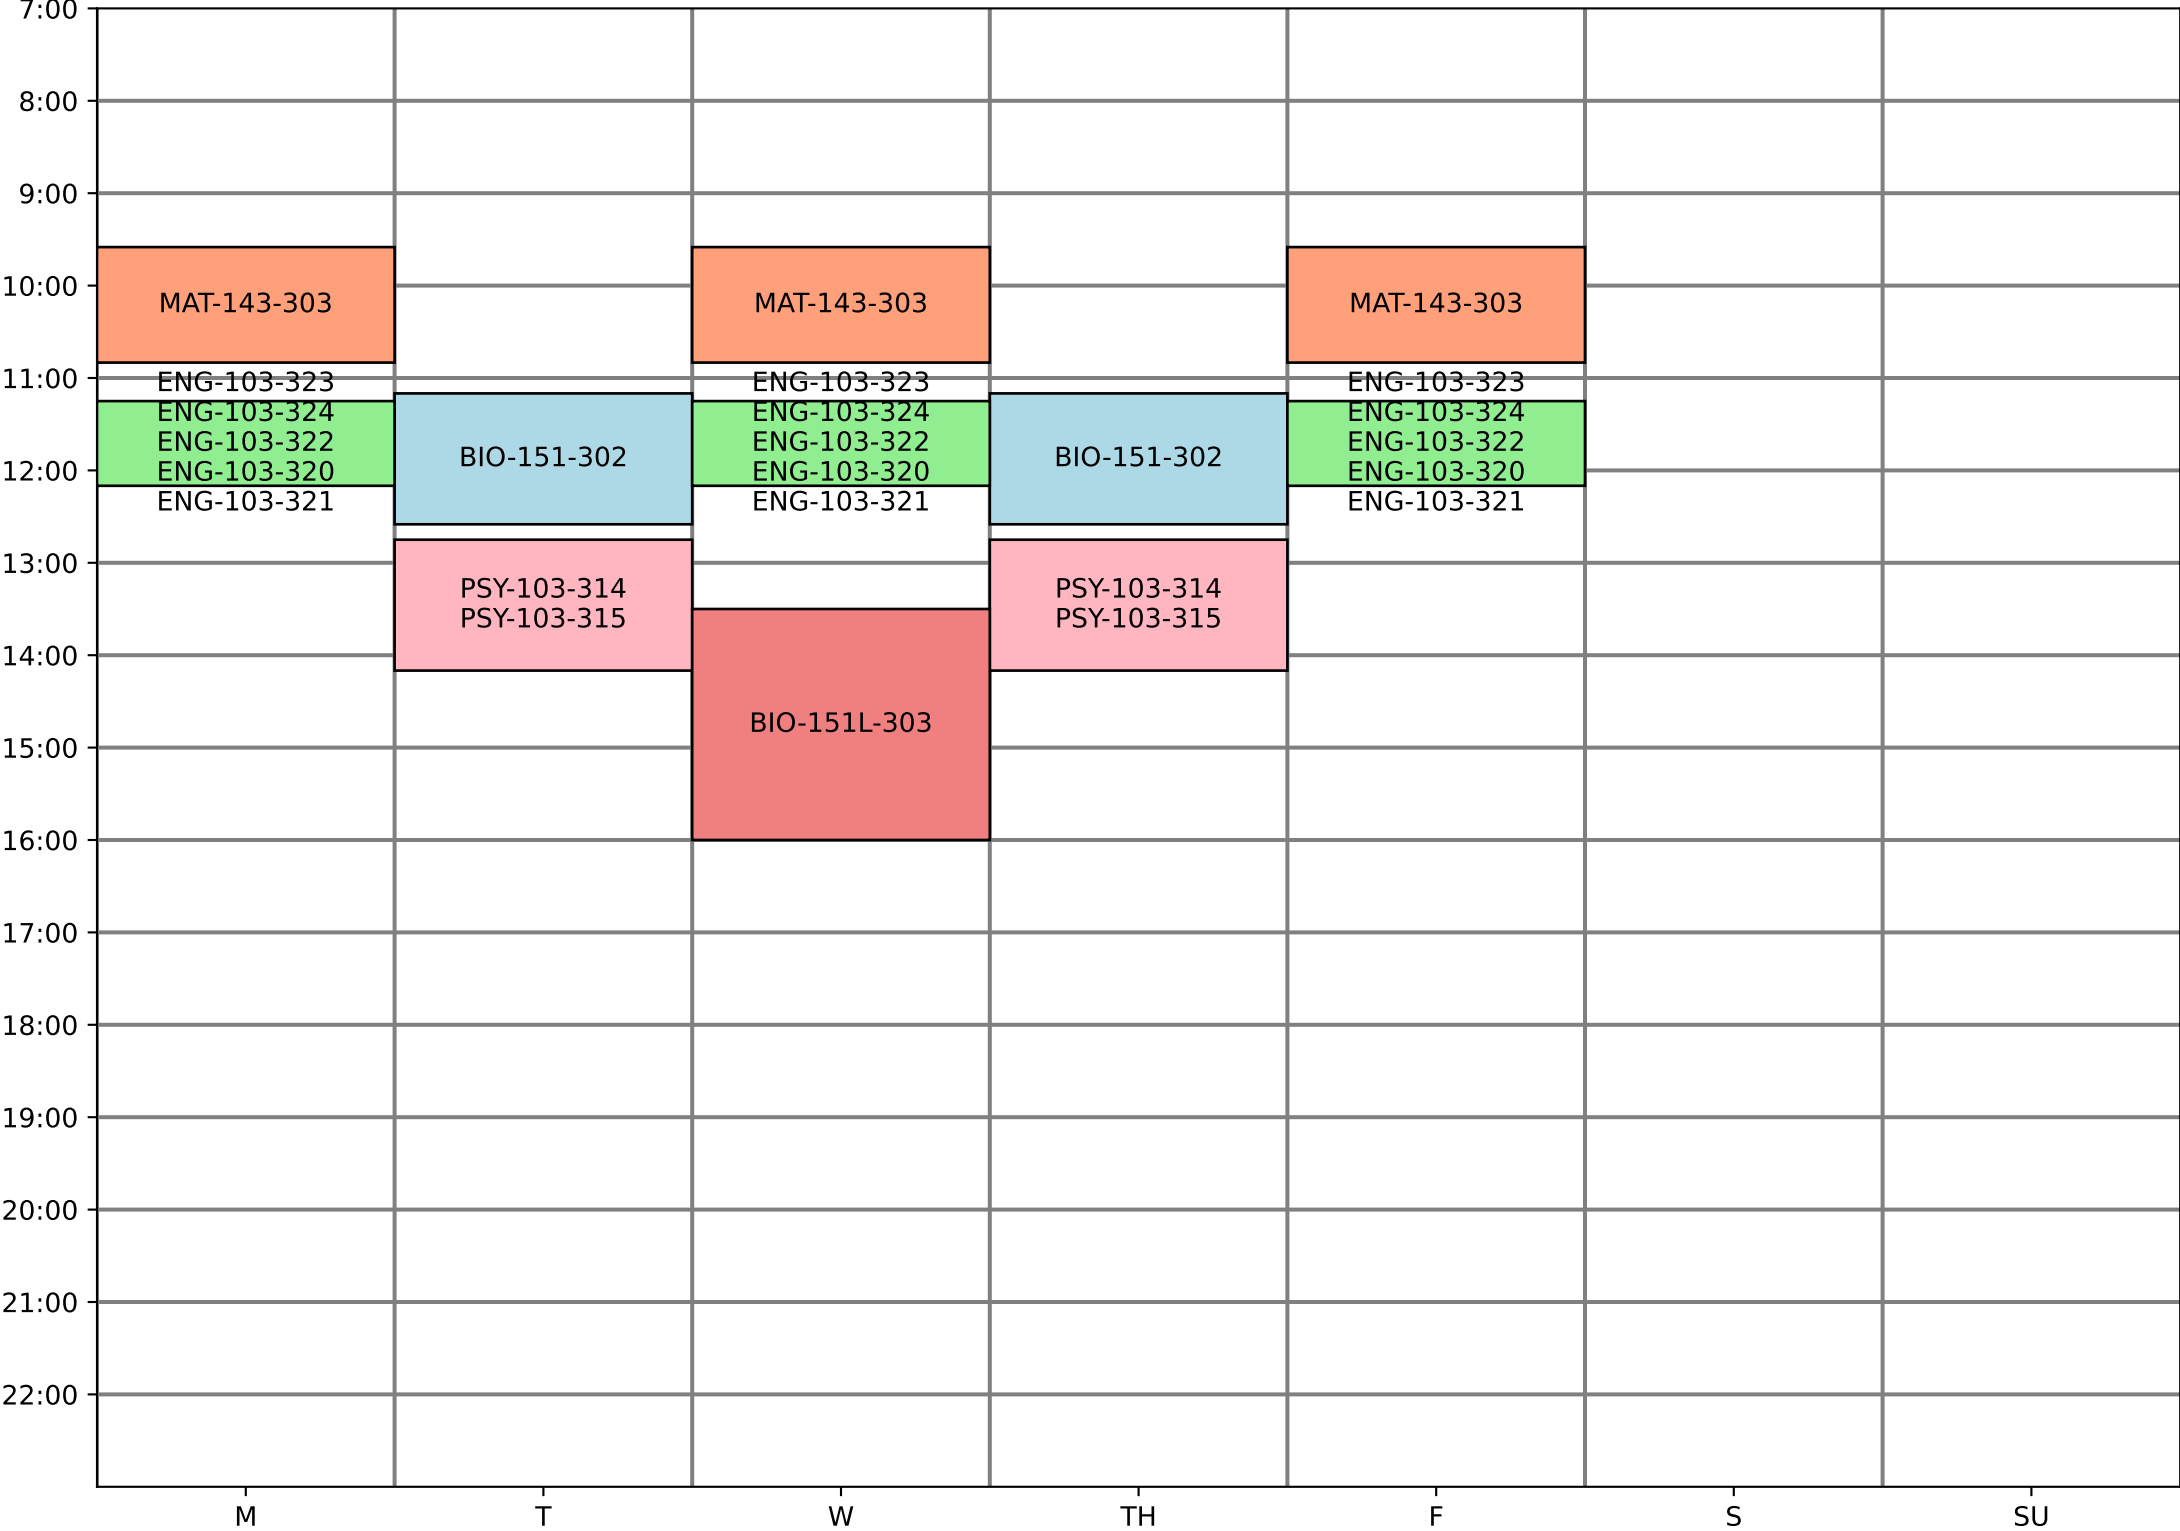 7:00
8:00
9:00
10:00
11:00
12:00
13:00
14:00
15:00
16:00
17:00
18:00
19:00
20:00
21:00
22:00
MAT-143-303
MAT-143-303
MAT-143-303
ENG-103-323
ENG-103-324
ENG-103-322
ENG-103-320
ENG-103-321
BIO-151-302
ENG-103-323
ENG-103-324
ENG-103-322
ENG-103-320
ENG-103-321
BIO-151-302
ENG-103-323
ENG-103-324
ENG-103-322
ENG-103-320
ENG-103-321
PSY-103-314
PSY-103-315
PSY-103-314
PSY-103-315
BIO-151L-303
M
T
W
TH
F
S
SU